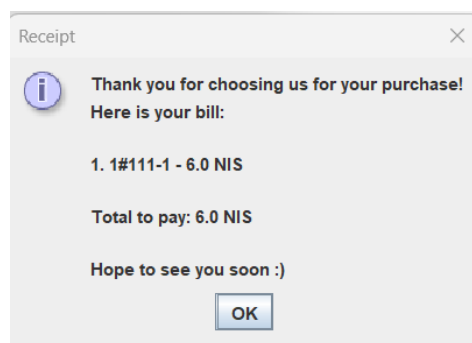 Receipt
Thank you for choosing us for your purchase!
Here is your bill:
1. 1#111-1 - 6.0 NIS
Total to pay: 6.0 NIS
Hope to see you soon :)
OK